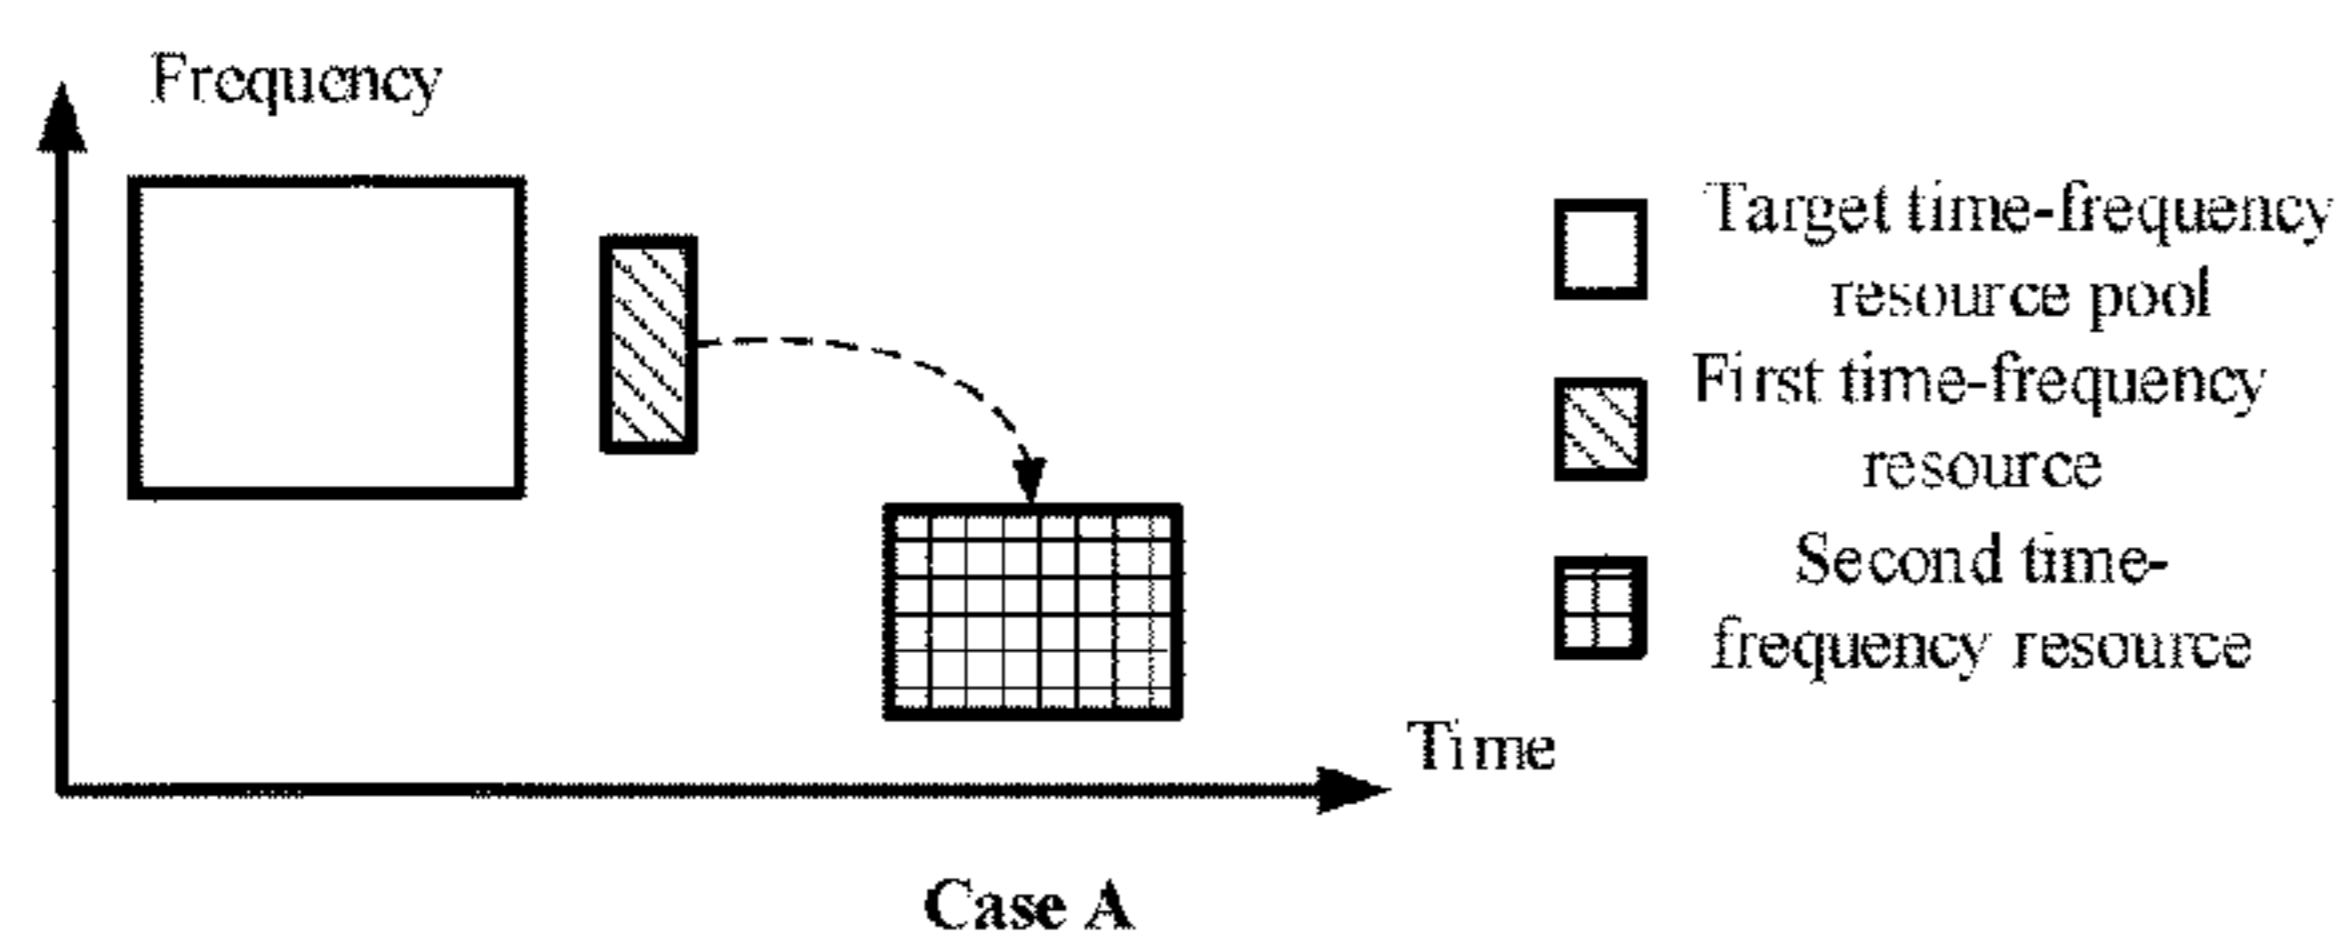 Frequency
Target time-frequency
resource pool
First time-frequency
resource
Second time-
frequency resource
Time
Case A